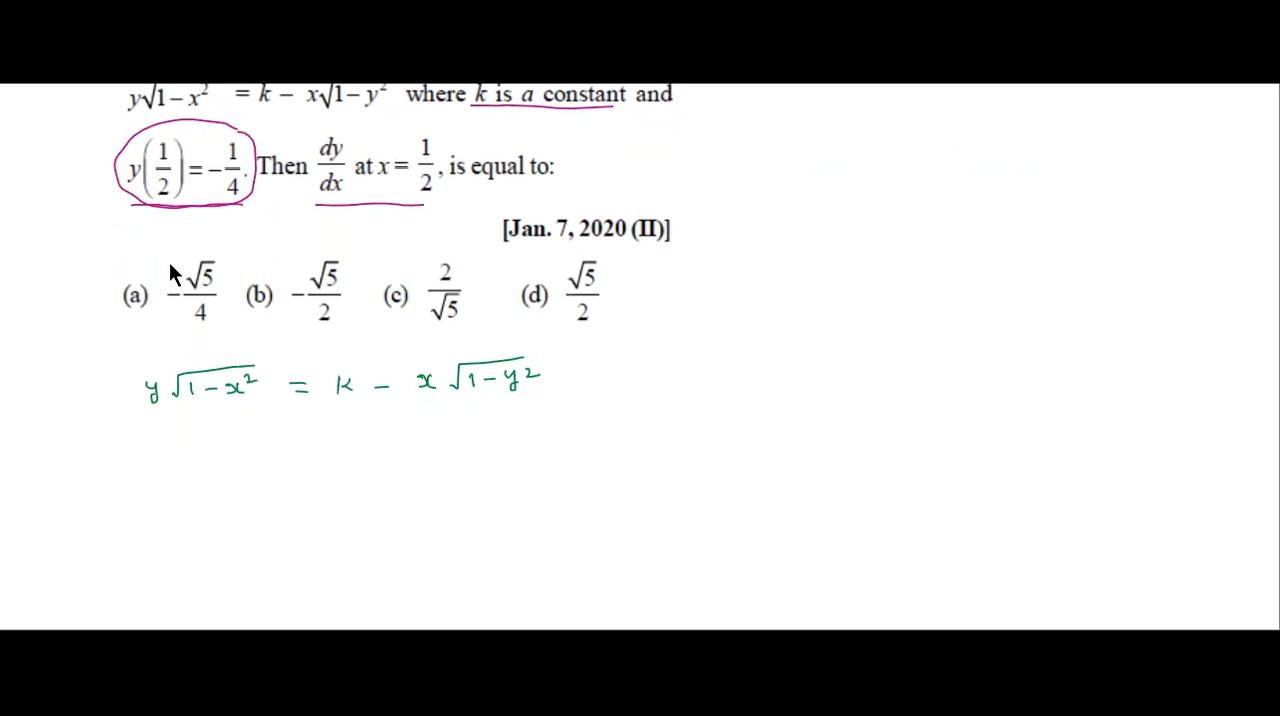 y√1−x² = k − x√1−y² where k is a constant and
y(1/2) = −1/4. Then dy/dx at x = 1/2, is equal to:
[Jan. 7, 2020 (II)]
(a) −√5/4 (b) −√5/2 (c) 2/√5 (d) √5/2
y√1−x² = k − x√1−y²